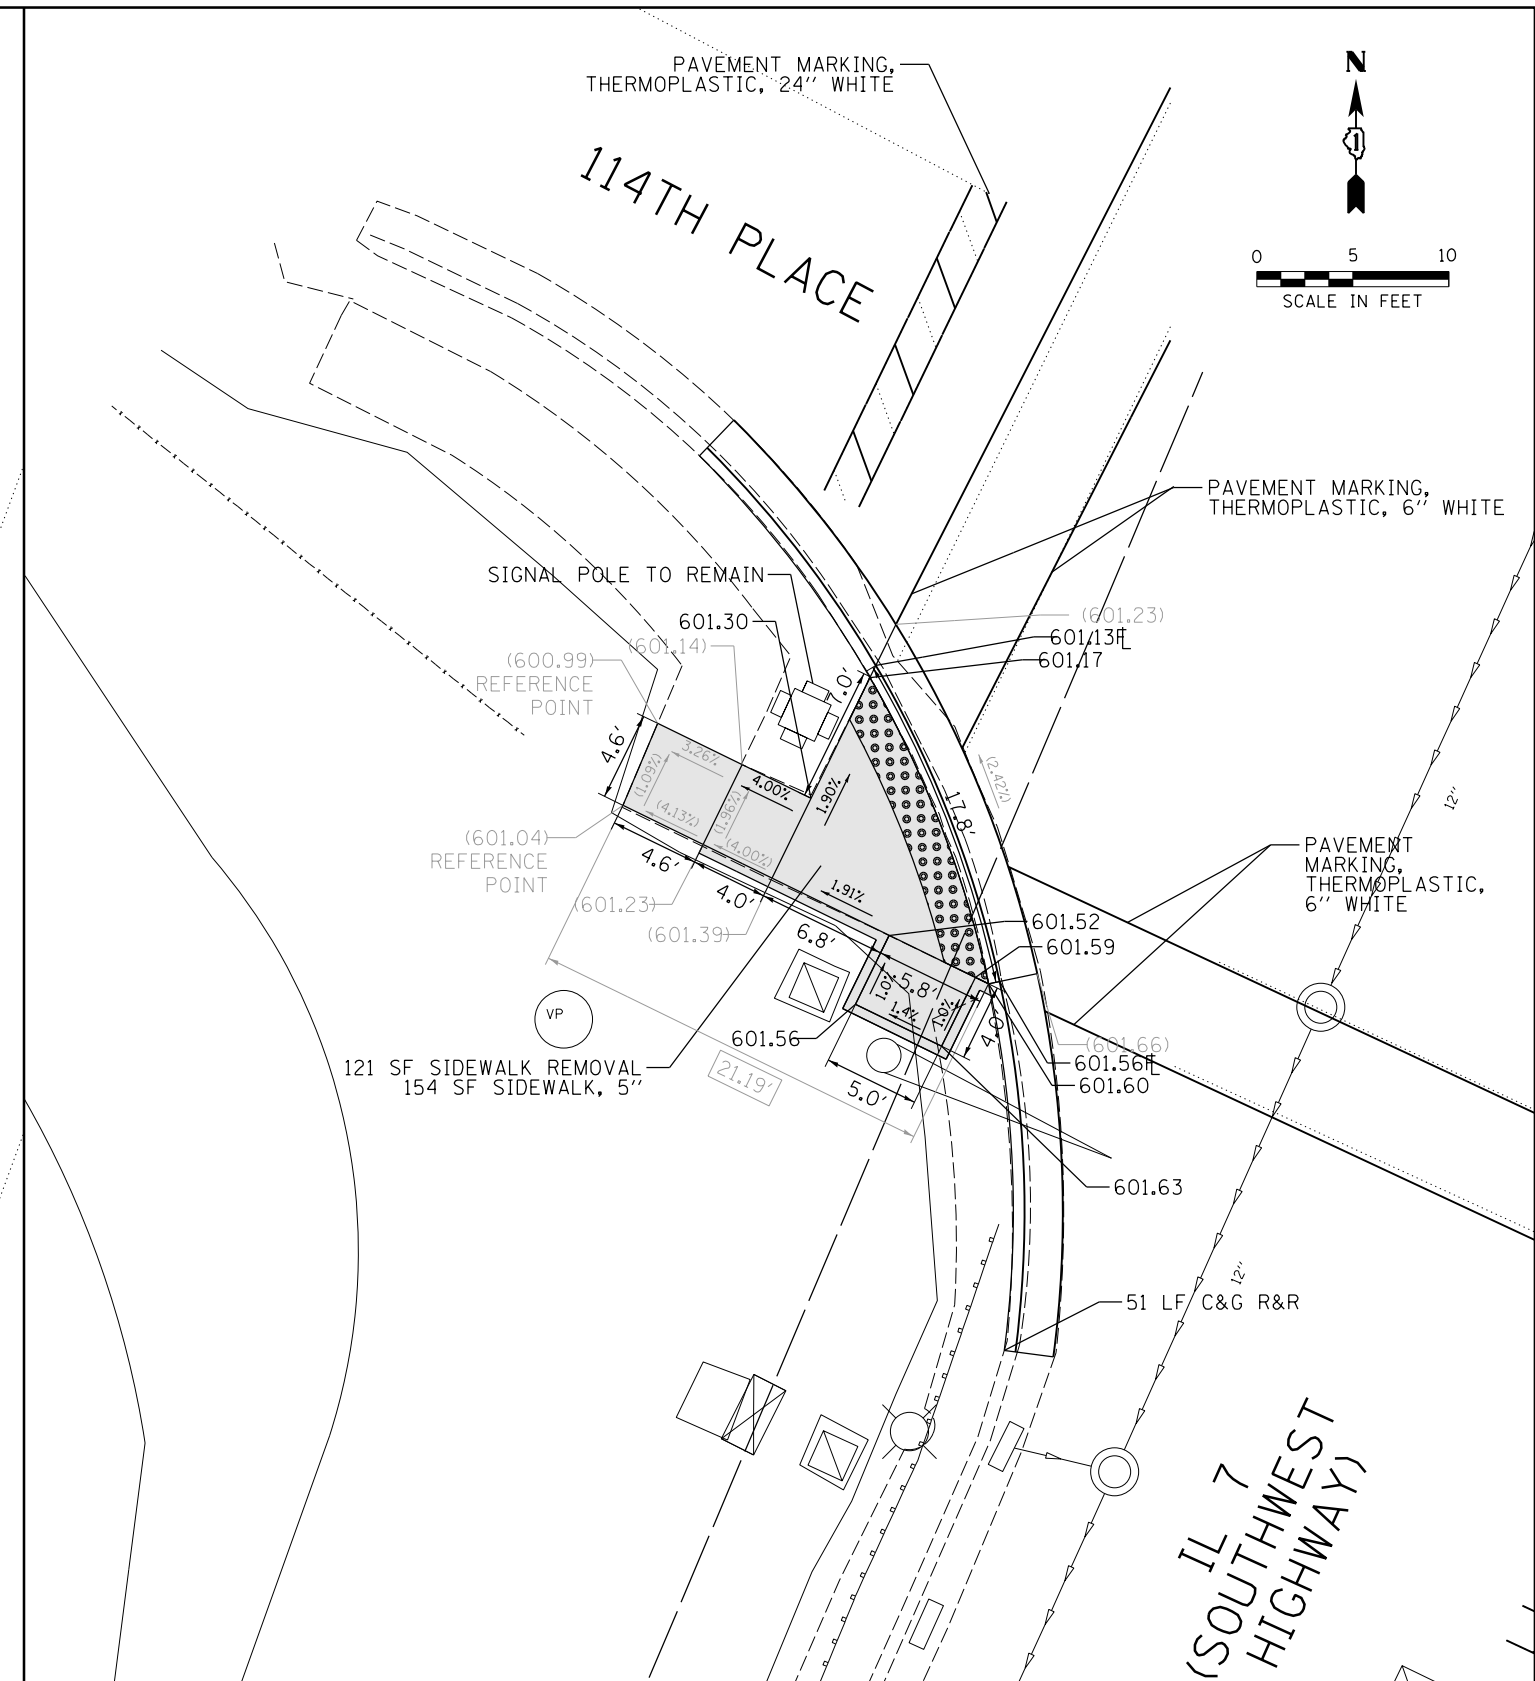 PAVEMENT MARKING,
THERMOPLASTIC, 24" WHITE
N
1
0 5 10
SCALE IN FEET
114TH PLACE
PAVEMENT MARKING,
THERMOPLASTIC, 6" WHITE
SIGNAL POLE TO REMAIN
601.30
(601.14)
(600.99)
REFERENCE
POINT
(601.23)
601.13FL
601.17
7.0'
4.6'
3.26%
(1.09%)
(4.13%)
4.00%
(1.96%)
(4.00%)
1.90%
17.8'
(2.42%)
12"
(601.04)
REFERENCE
POINT
4.6'
4.0'
1.91%
(601.23)
(601.39)
6.8'
PAVEMENT
MARKING,
THERMOPLASTIC,
6" WHITE
601.52
601.59
5.8'
1.0%
1.4%
1.0%
4.0'
VP
601.56
121 SF SIDEWALK REMOVAL
154 SF SIDEWALK, 5"
21.19'
5.0'
(601.66)
601.56FL
601.60
601.63
12"
51 LF C&G R&R
IL 7
(SOUTHWEST
HIGHWAY)